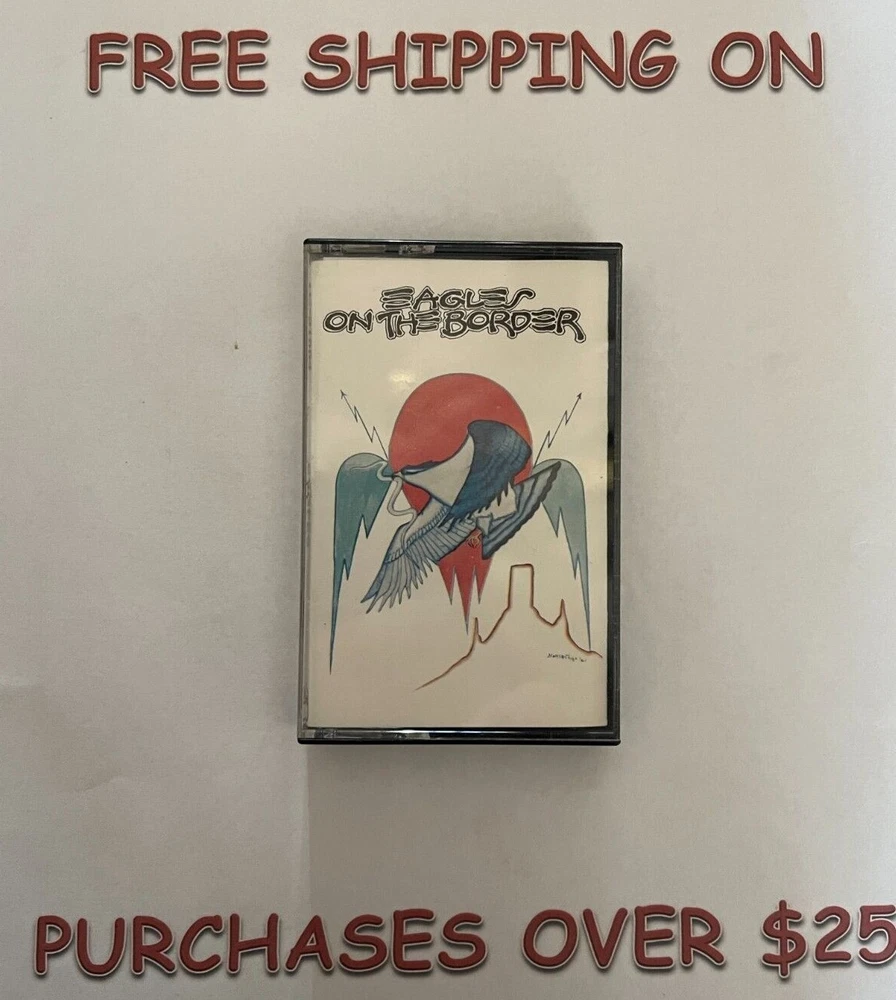 FREE SHIPPING ON
EAGLES
ON THE BORDER
PURCHASES OVER $25